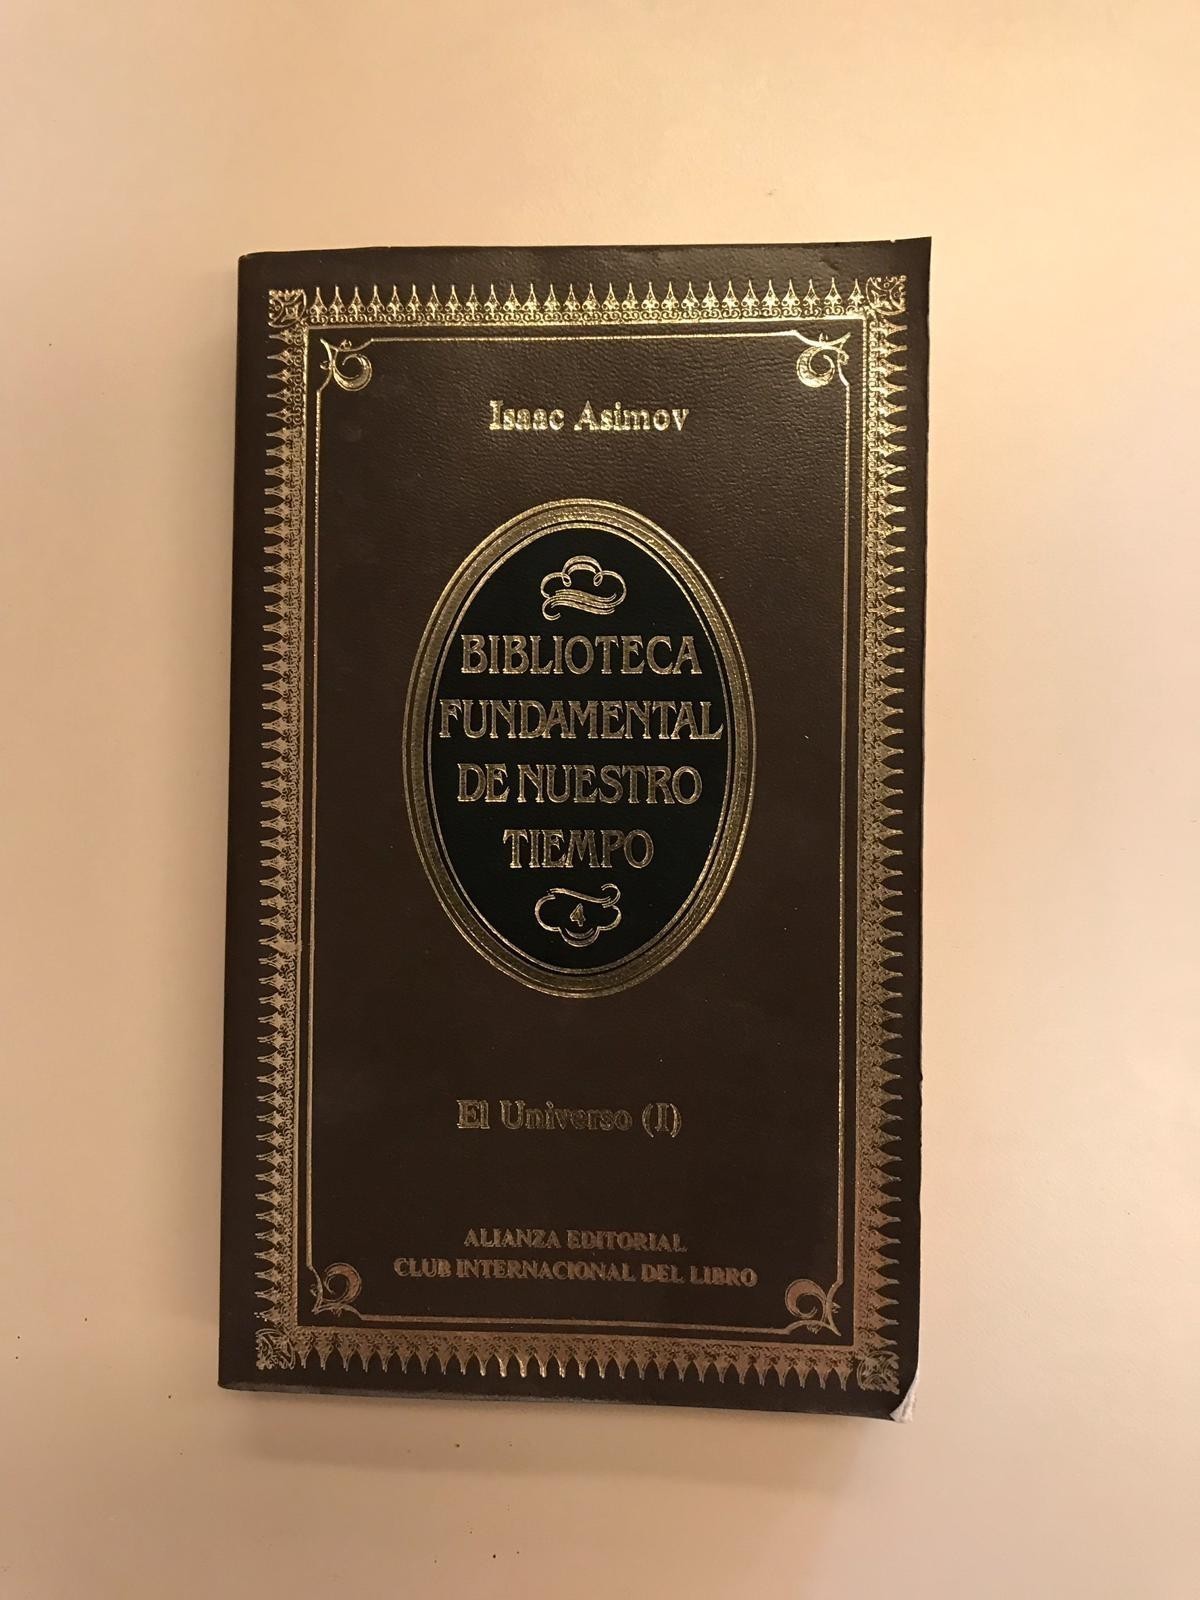 Isaac Asimov
BIBLIOTECA
FUNDAMENTAL
DE NUESTRO
TIEMPO
4
El Universo (I)
ALIANZA EDITORIAL
CLUB INTERNACIONAL DEL LIBRO